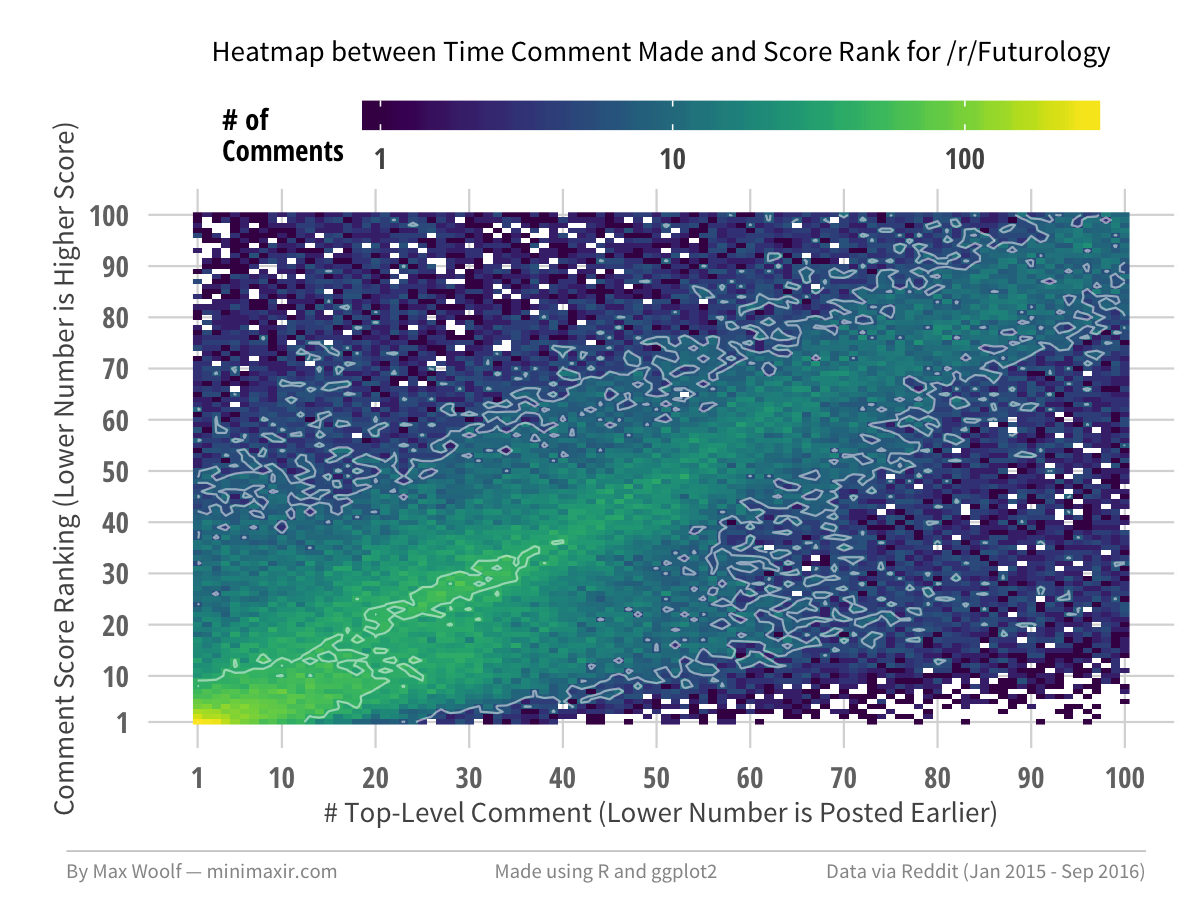 Heatmap between Time Comment Made and Score Rank for /r/Futurology
# of
Comments
1 10 100
Comment Score Ranking (Lower Number is Higher Score)
100
90
80
70
60
50
40
30
20
10
1
1 10 20 30 40 50 60 70 80 90 100
# Top-Level Comment (Lower Number is Posted Earlier)
By Max Woolf — minimaxir.com
Made using R and ggplot2
Data via Reddit (Jan 2015 - Sep 2016)